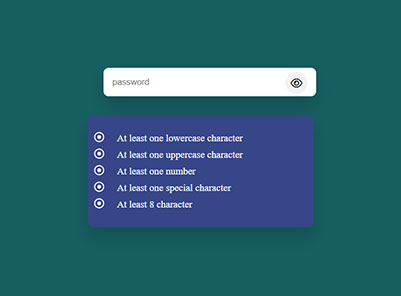 password
At least one lowercase character
At least one uppercase character
At least one number
At least one special character
At least 8 character